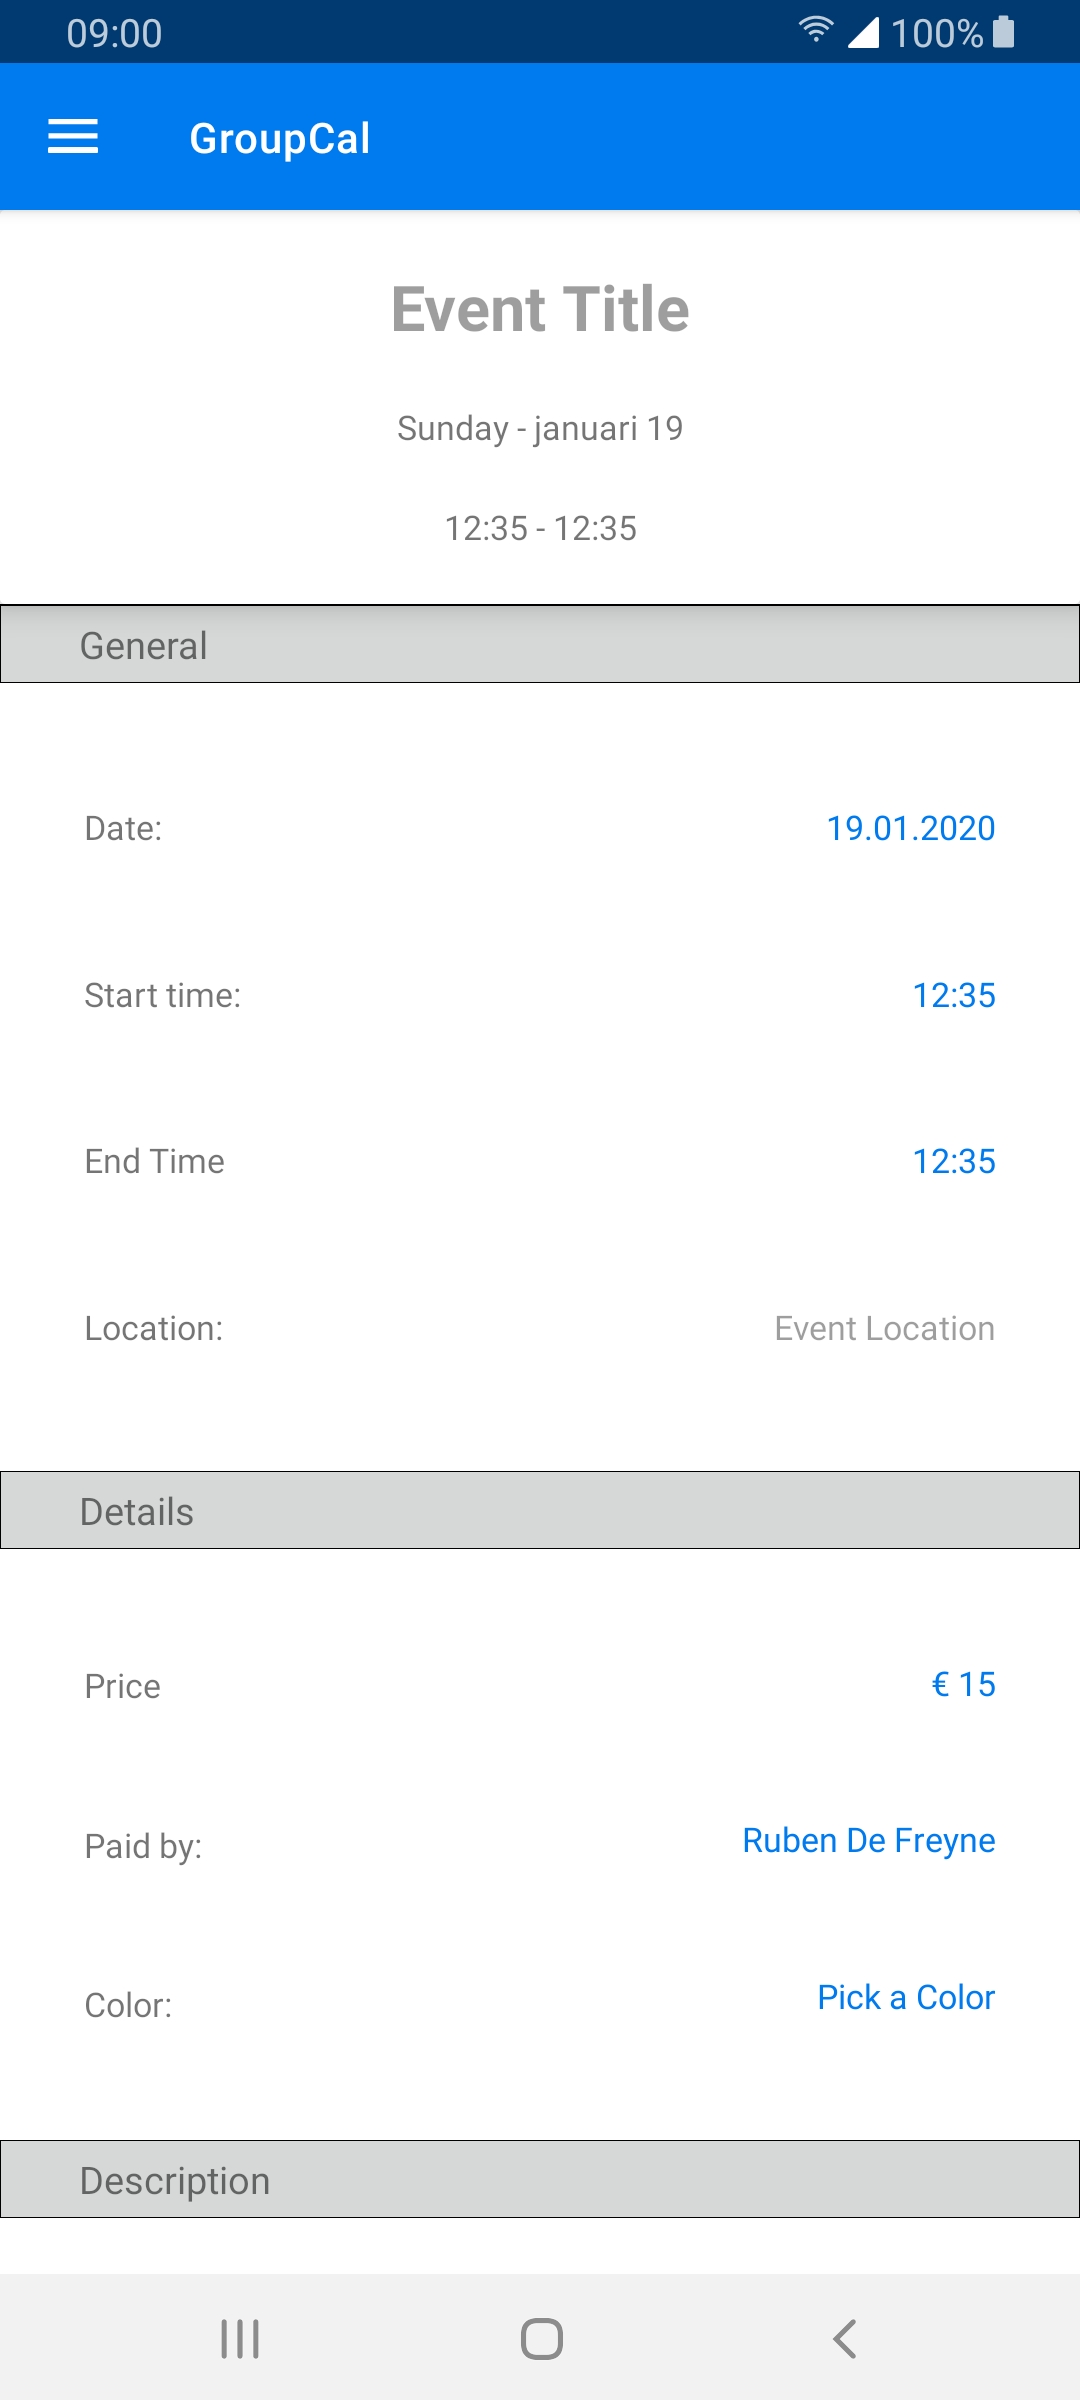 09:00 100%
GroupCal
Event Title
Sunday - januari 19
12:35 - 12:35
General
Date: 19.01.2020
Start time: 12:35
End Time 12:35
Location: Event Location
Details
Price € 15
Paid by: Ruben De Freyne
Color: Pick a Color
Description